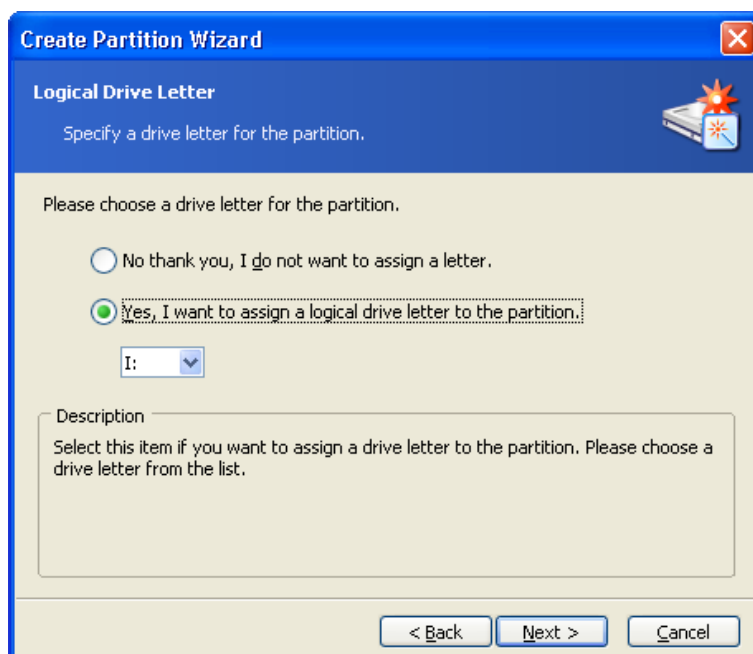 Create Partition Wizard
Logical Drive Letter
Specify a drive letter for the partition.
Please choose a drive letter for the partition.
No thank you, I do not want to assign a letter.
Yes, I want to assign a logical drive letter to the partition.
I:
Description
Select this item if you want to assign a drive letter to the partition. Please choose a
drive letter from the list.
< Back
Next >
Cancel